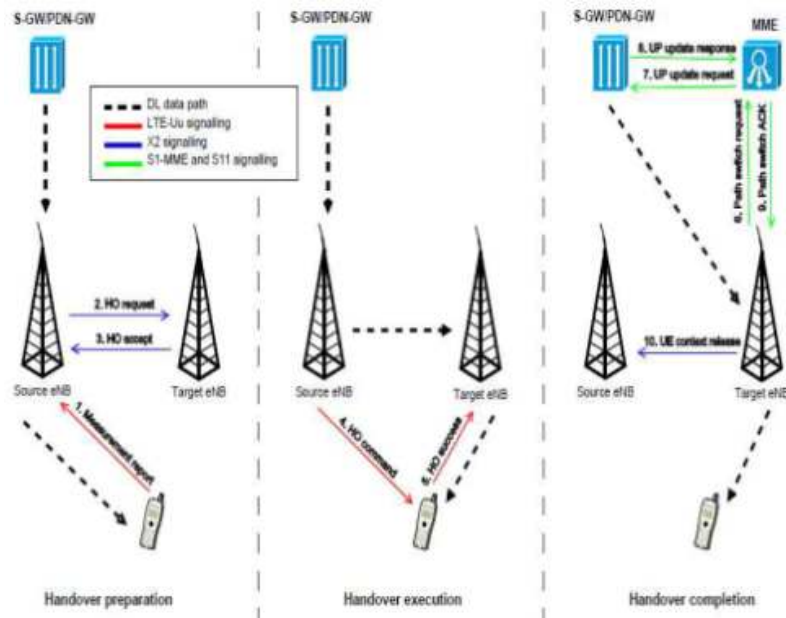 S-GW/PDN-GW
S-GW/PDN-GW
S-GW/PDN-GW
MME
DL data path
LTE-Uu signalling
X2 signalling
S1-MME and S11 signalling
2. HO request
3. HO accept
Source eNB
Target eNB
1. Measurement report
Handover preparation
Source eNB
Target eNB
4. HO command
5. HO success
Handover execution
8. UP update response
7. UP update request
6. Path switch request
9. Path switch ACK
10. UE context release
Source eNB
Target eNB
Handover completion